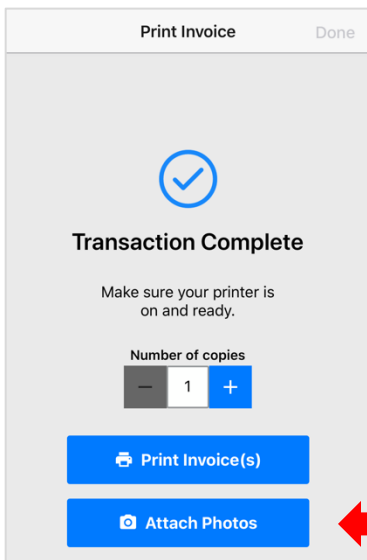 Print Invoice Done
Transaction Complete
Make sure your printer is
on and ready.
Number of copies
1
Print Invoice(s)
Attach Photos